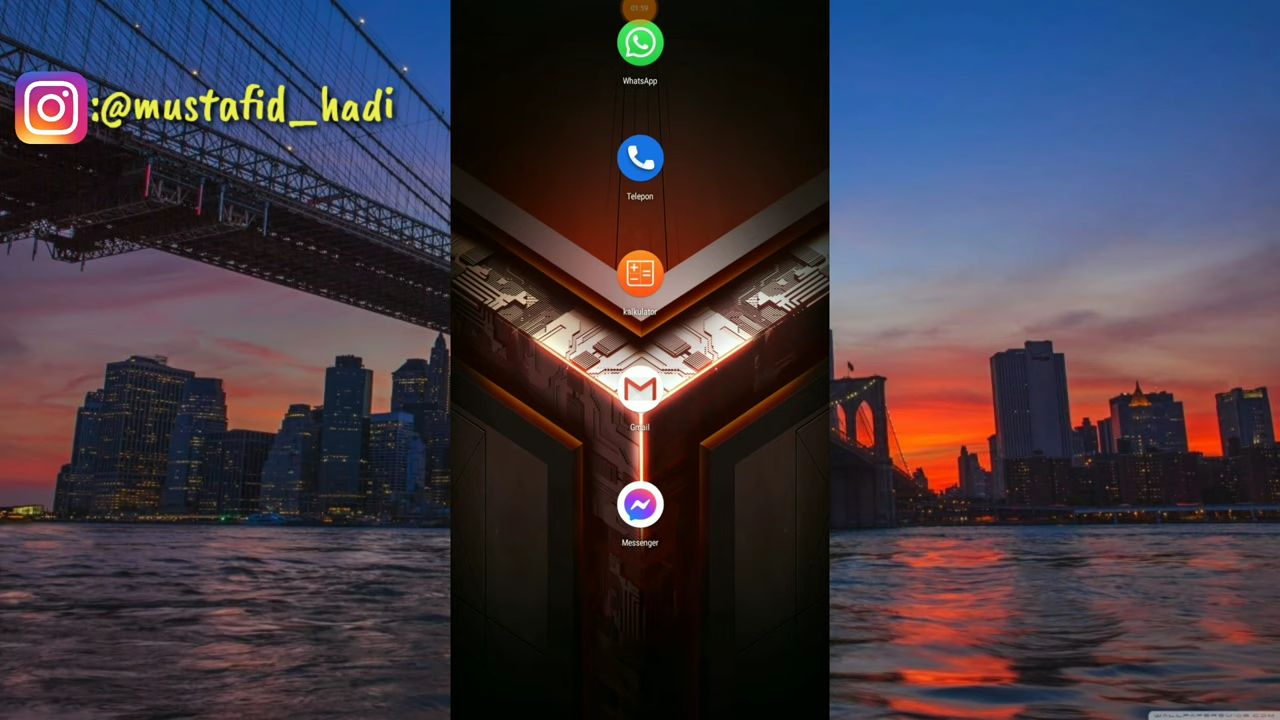 01:59
WhatsApp
:@mustafid_hadi
Telepon
kalkulator
Gmail
Messenger